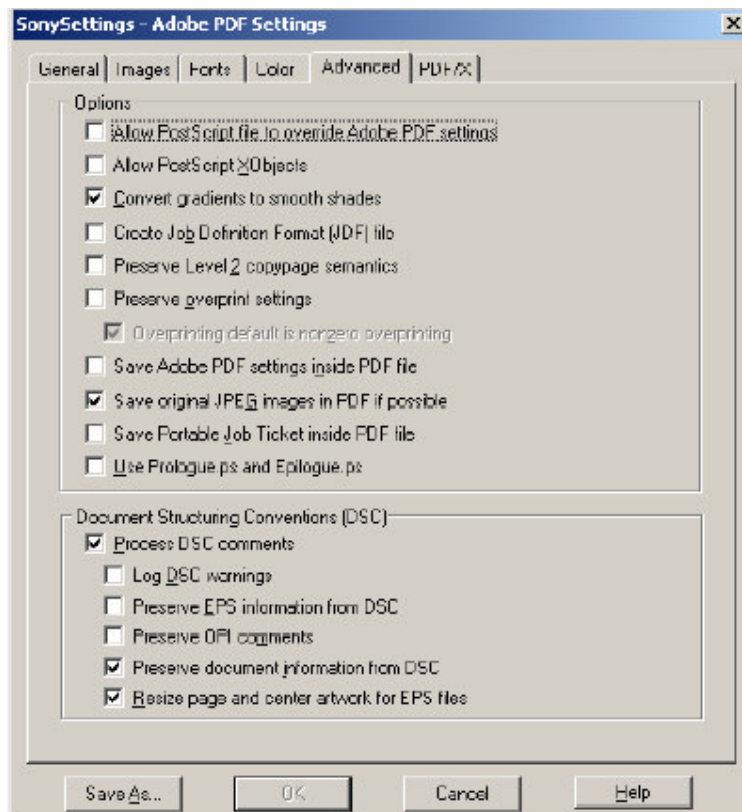 SonySettings - Adobe PDF Settings
General Images Fonts Color Advanced PDF/X
Options
Allow PostScript file to override Adobe PDF settings
Allow PostScript XObjects
Convert gradients to smooth shades
Create Job Definition Format (JDF) file
Preserve Level 2 copypage semantics
Preserve overprint settings
Overprinting default is nonzero overprinting
Save Adobe PDF settings inside PDF file
Save original JPEG images in PDF if possible
Save Portable Job Ticket inside PDF file
Use Prologue.ps and Epilogue.ps
Document Structuring Conventions (DSC)
Process DSC comments
Log DSC warnings
Preserve EPS information from DSC
Preserve OPI comments
Preserve document information from DSC
Resize page and center artwork for EPS files
Save As... OK Cancel Help